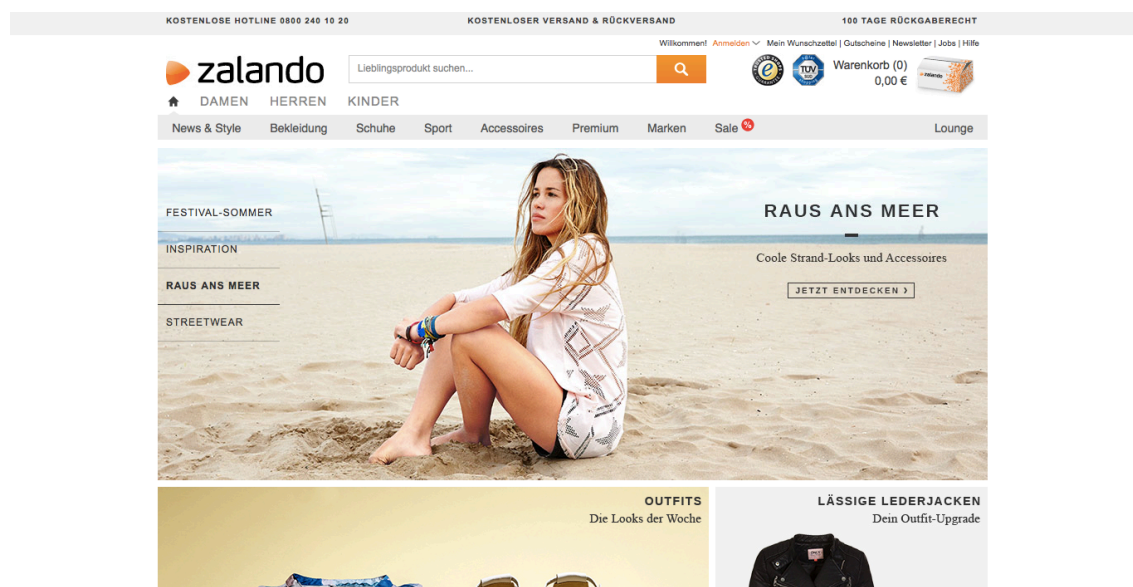 KOSTENLOSE HOTLINE 0800 240 10 20 KOSTENLOSER VERSAND & RÜCKVERSAND 100 TAGE RÜCKGABERECHT
Willkommen! Anmelden Mein Wunschzettel | Gutscheine | Newsletter | Jobs | Hilfe
zalando
Lieblingsprodukt suchen...
Warenkorb (0)
0,00 €
zalando
DAMEN HERREN KINDER
News & Style Bekleidung Schuhe Sport Accessoires Premium Marken Sale % Lounge
FESTIVAL-SOMMER
INSPIRATION
RAUS ANS MEER
STREETWEAR
RAUS ANS MEER
Coole Strand-Looks und Accessoires
JETZT ENTDECKEN ›
OUTFITS
Die Looks der Woche
LÄSSIGE LEDERJACKEN
Dein Outfit-Upgrade